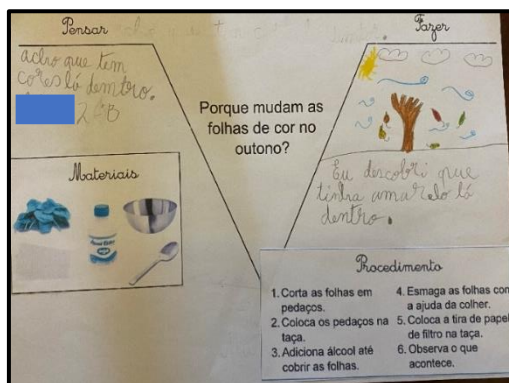 Pensar
acho que tem
cores lá dentro.
2ºB
Materiais
Porque mudam as
folhas de cor no
outono?
Fazer
Eu descobri que
tinha amarelo lá
dentro.
Procedimento
1. Corta as folhas em
pedaços.
2. Coloca os pedaços na
taça.
3. Adiciona álcool até
cobrir as folhas.
4. Esmaga as folhas com
a ajuda da colher.
5. Coloca a tira de papel
de filtro na taça.
6. Observa o que
acontece.